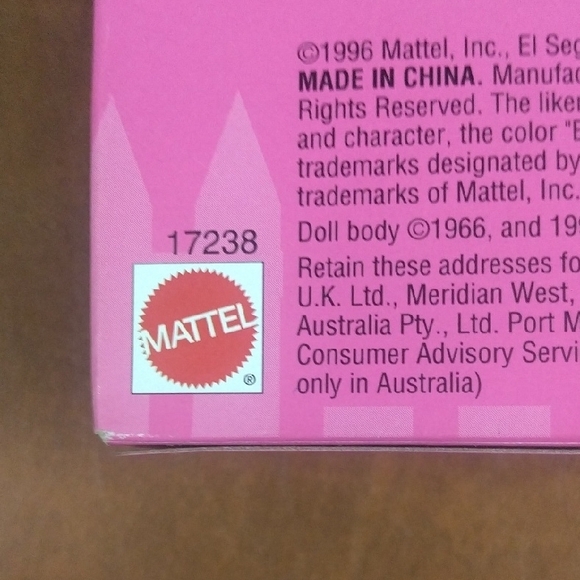 ©1996 Mattel, Inc., El Seg
MADE IN CHINA. Manufac
Rights Reserved. The liker
and character, the color "B
trademarks designated by
trademarks of Mattel, Inc.
Doll body ©1966, and 199
Retain these addresses fo
U.K. Ltd., Meridian West,
Australia Pty., Ltd. Port M
Consumer Advisory Servi
only in Australia)
17238
MATTEL
®